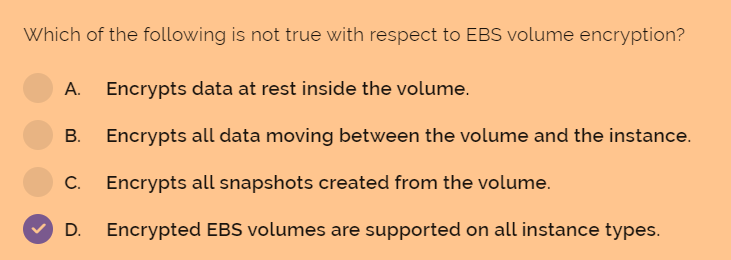 Which of the following is not true with respect to EBS volume encryption?
A. Encrypts data at rest inside the volume.
B. Encrypts all data moving between the volume and the instance.
C. Encrypts all snapshots created from the volume.
D. Encrypted EBS volumes are supported on all instance types.